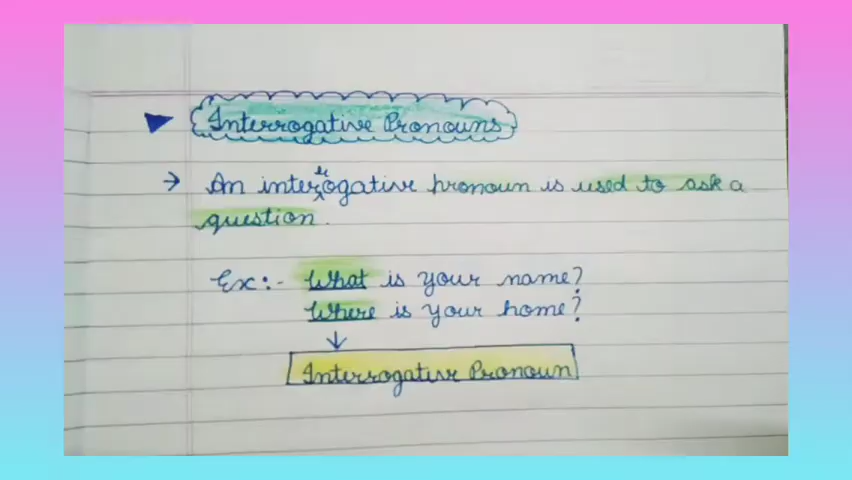 Interrogative Pronouns
→ An interrogative pronoun is used to ask a
question.
Ex:- What is your name?
Where is your home?
↓
Interrogative Pronoun